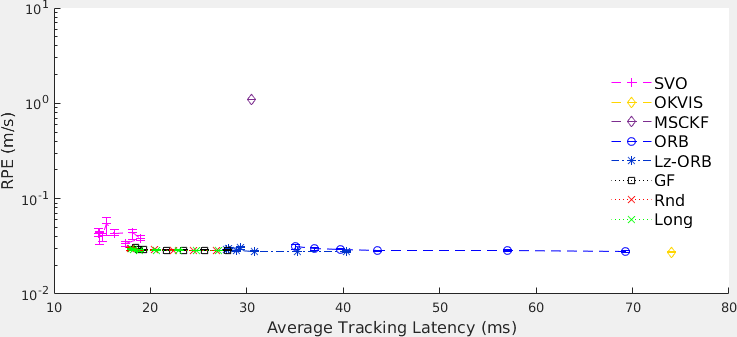 10^1
10^0
10^-1
10^-2
RPE (m/s)
10 20 30 40 50 60 70 80
Average Tracking Latency (ms)
SVO
OKVIS
MSCKF
ORB
Lz-ORB
GF
Rnd
Long